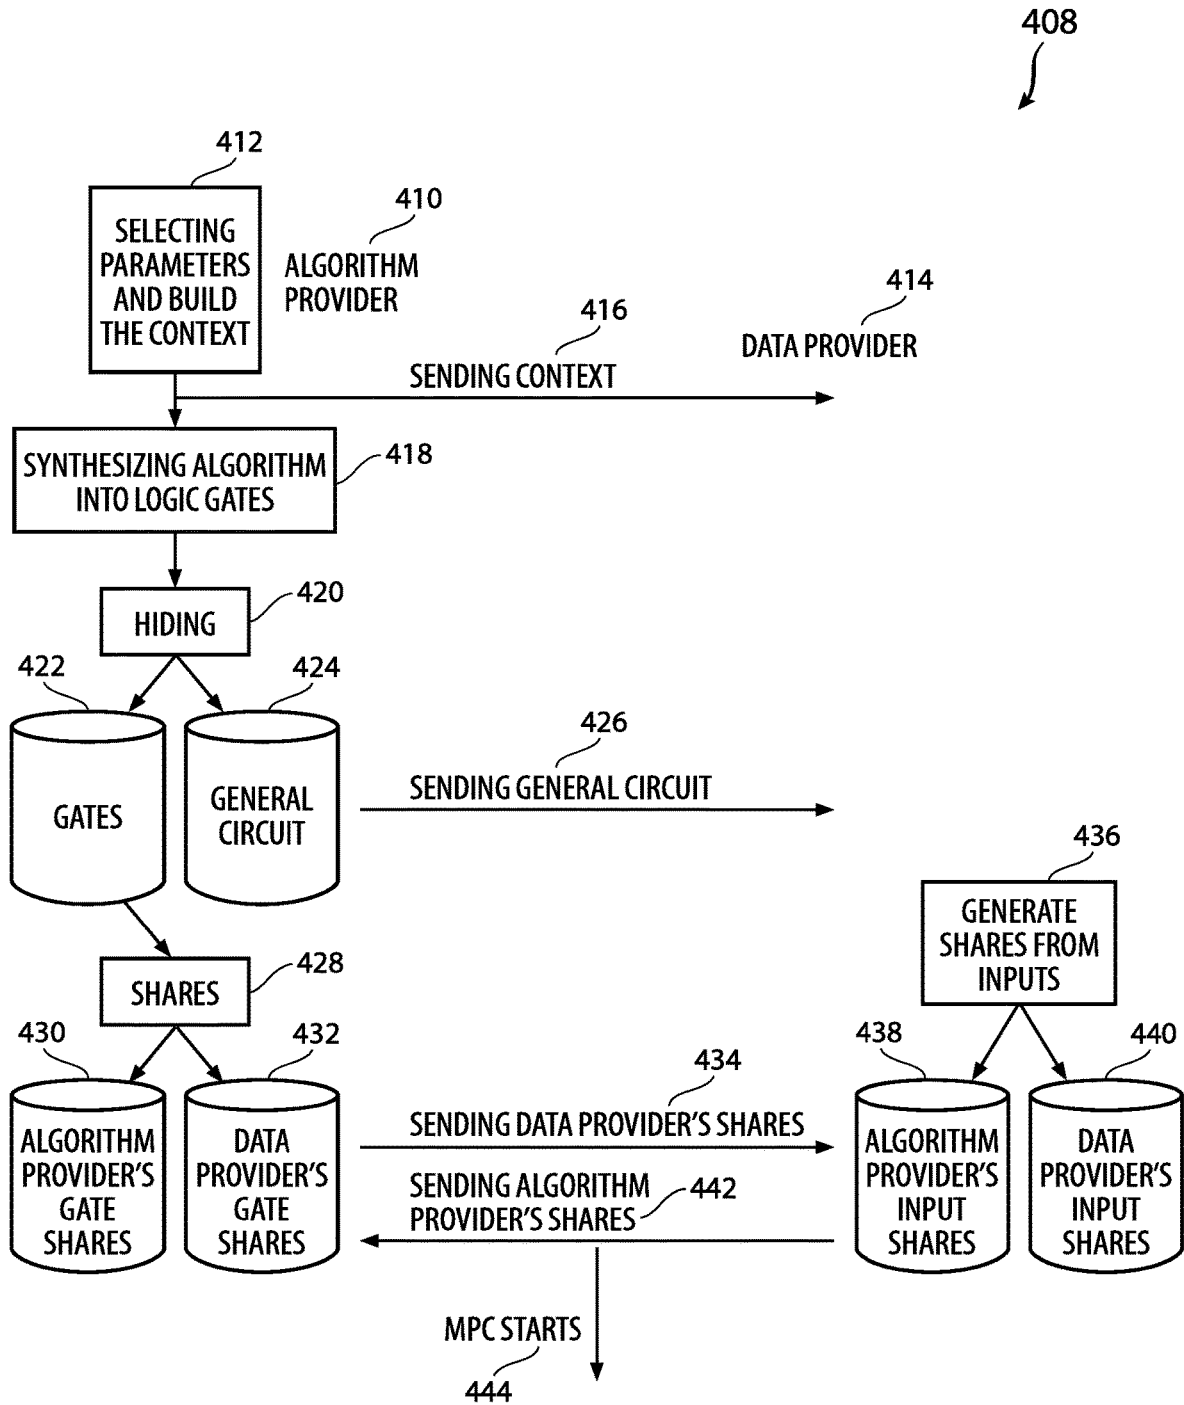 408
412
SELECTING
PARAMETERS
AND BUILD
THE CONTEXT
410
ALGORITHM
PROVIDER
414
DATA PROVIDER
416
SENDING CONTEXT
SYNTHESIZING ALGORITHM
INTO LOGIC GATES
418
HIDING
420
422
424
GATES
GENERAL
CIRCUIT
426
SENDING GENERAL CIRCUIT
436
GENERATE
SHARES FROM
INPUTS
SHARES
428
430
432
ALGORITHM
PROVIDER'S
GATE
SHARES
DATA
PROVIDER'S
GATE
SHARES
434
SENDING DATA PROVIDER'S SHARES
SENDING ALGORITHM
PROVIDER'S SHARES
442
438
440
ALGORITHM
PROVIDER'S
INPUT
SHARES
DATA
PROVIDER'S
INPUT
SHARES
MPC STARTS
444